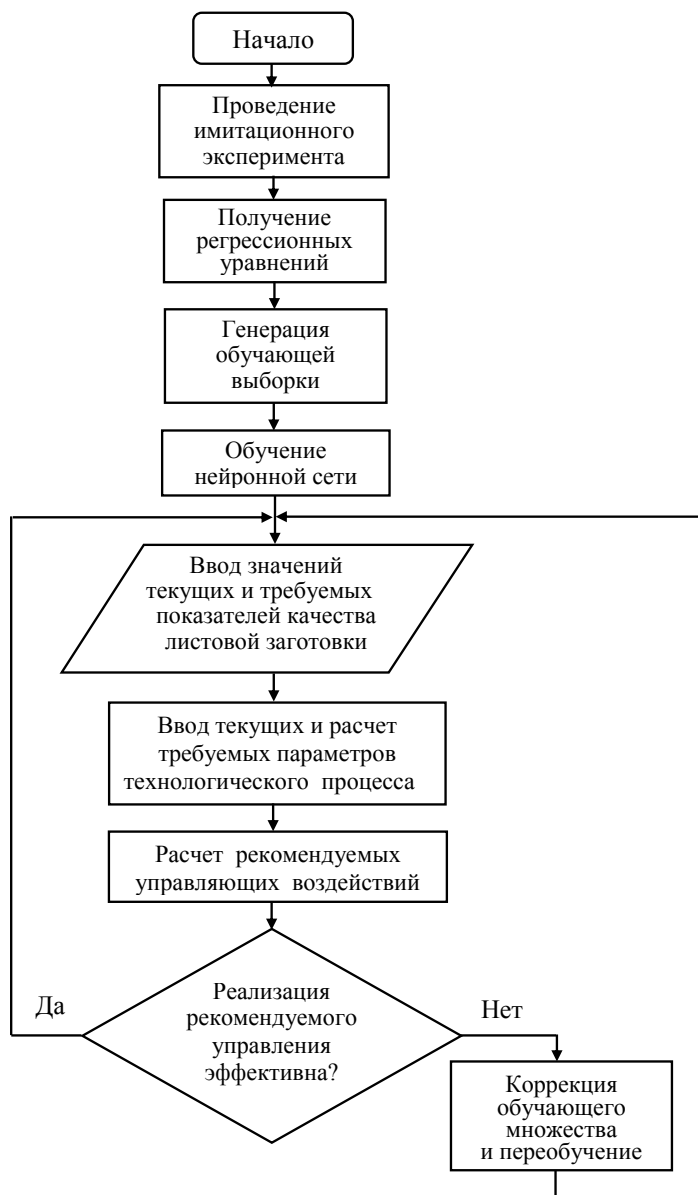 Начало
Проведение
имитационного
эксперимента
Получение
регрессионных
уравнений
Генерация
обучающей
выборки
Обучение
нейронной сети
Ввод значений
текущих и требуемых
показателей качества
листовой заготовки
Ввод текущих и расчет
требуемых параметров
технологического процесса
Расчет рекомендуемых
управляющих воздействий
Да
Реализация
рекомендуемого
управления
эффективна?
Нет
Коррекция
обучающего
множества
и переобучение